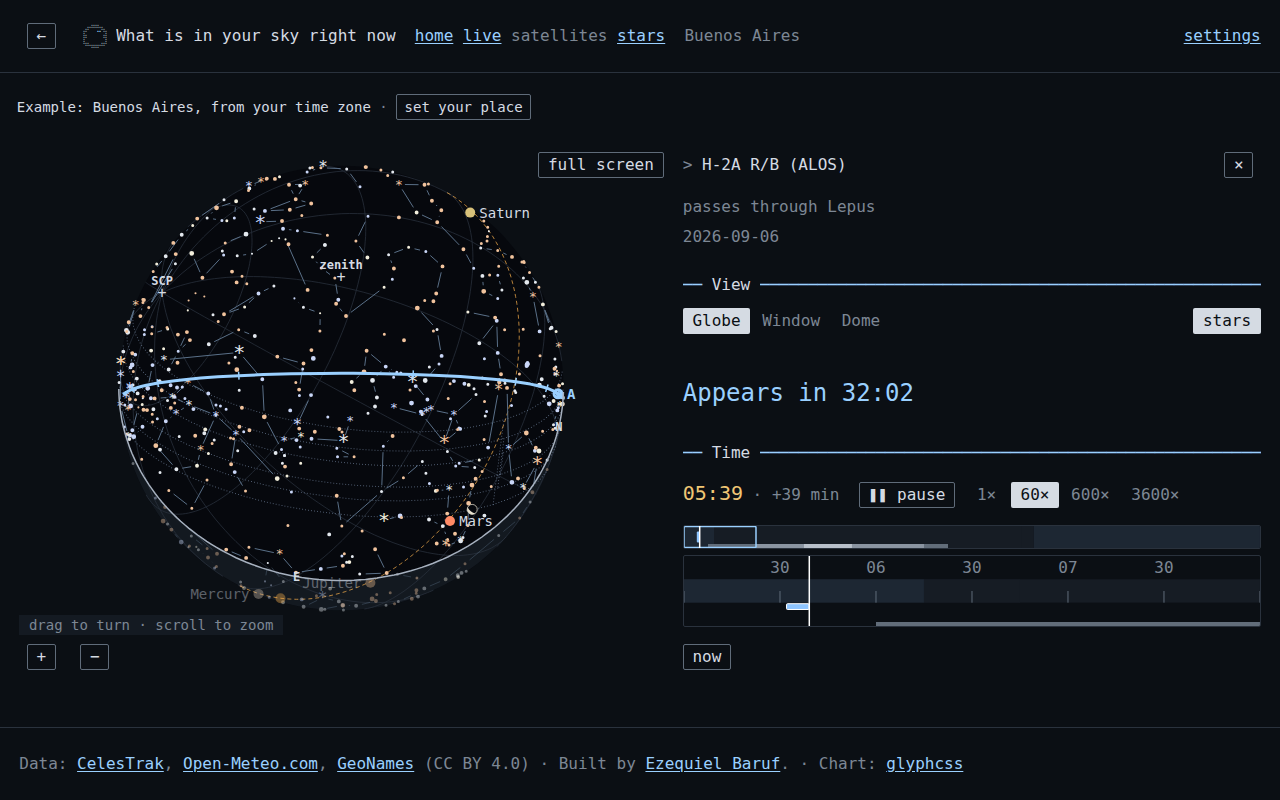 ← What is in your sky right now home live satellites stars Buenos Aires settings
Example: Buenos Aires, from your time zone · set your place
full screen
Saturn
zenith
SCP
A
Mars
E
Jupiter
Mercury
drag to turn · scroll to zoom
+ −
> H-2A R/B (ALOS) ×
passes through Lepus
2026-09-06
View
Globe Window Dome stars
Appears in 32:02
Time
05:39 · +39 min ❚❚ pause 1× 60× 600× 3600×
30 06 30 07 30
now
Data: CelesTrak, Open-Meteo.com, GeoNames (CC BY 4.0) · Built by Ezequiel Baruf. · Chart: glyphcss